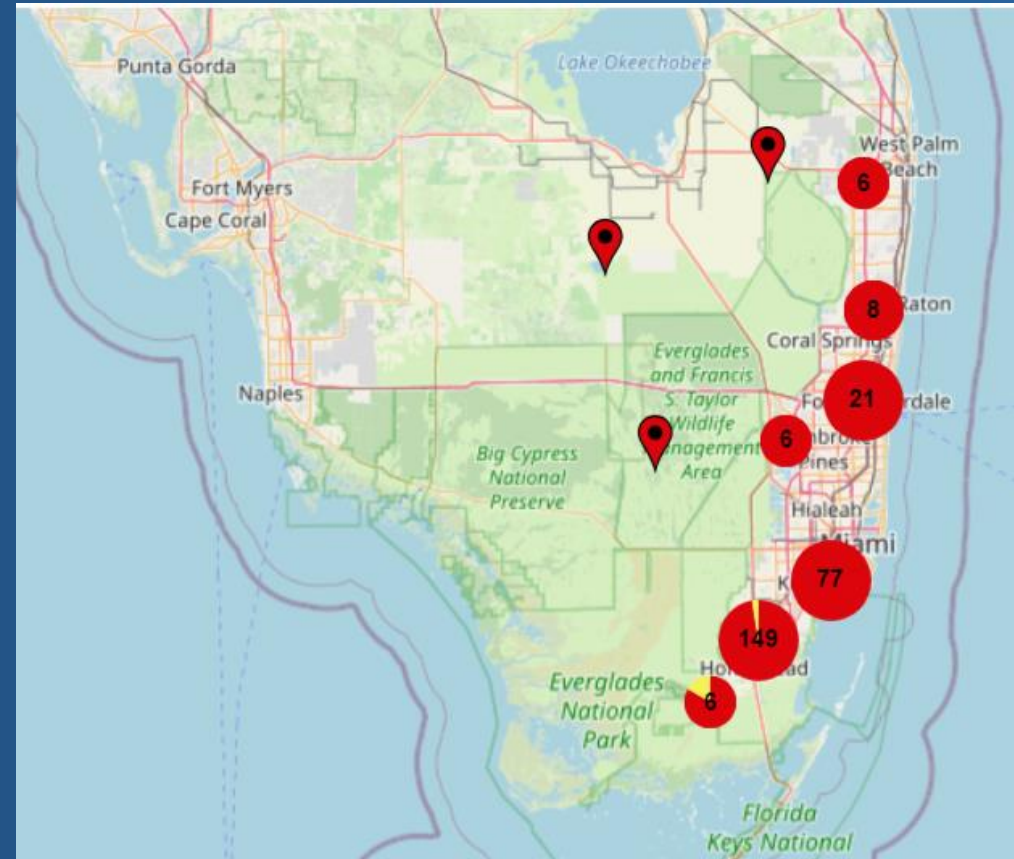 Punta Gorda
Lake Okeechobee
West Palm
Beach
6
Fort Myers
Cape Coral
8
Raton
Coral Springs
Everglades
and Francis
S. Taylor
Wildlife
Management
Area
Naples
21
6
Pines
Big Cypress
National
Preserve
Hialeah
Miami
77
149
Everglades
National
Park
6
Florida
Keys National